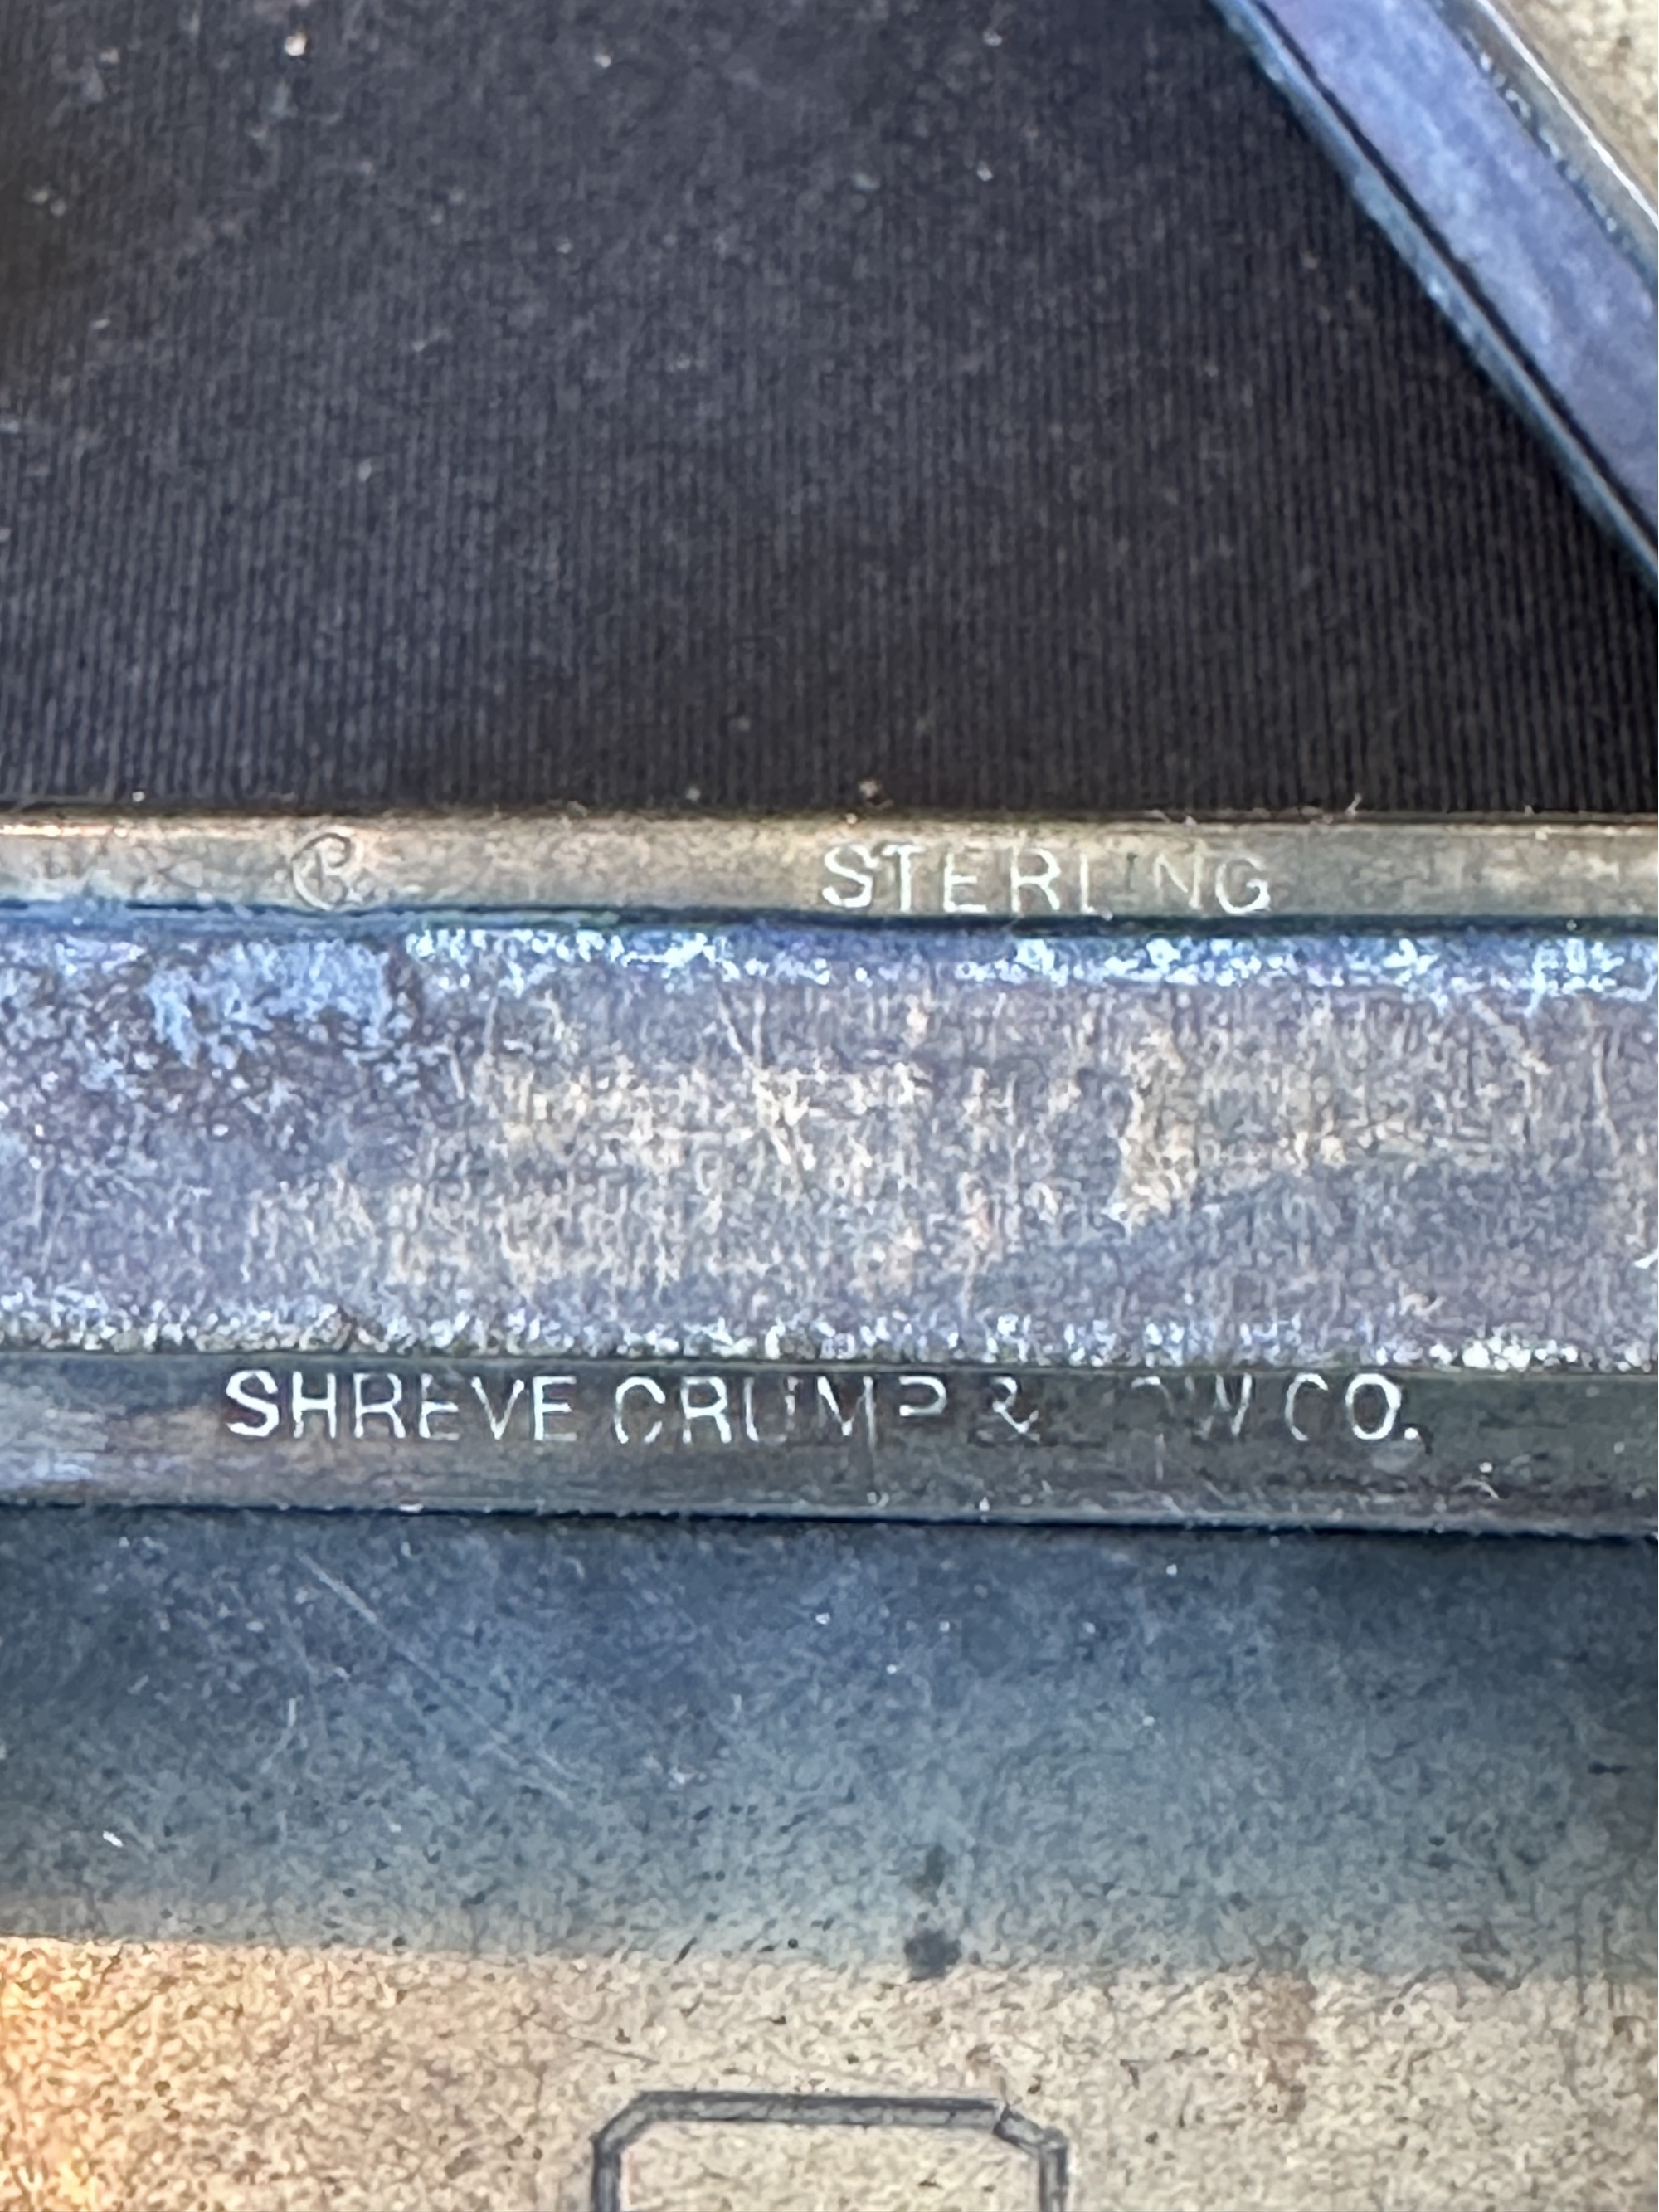 STERLING
SHREVE CRUMP & LOW CO.